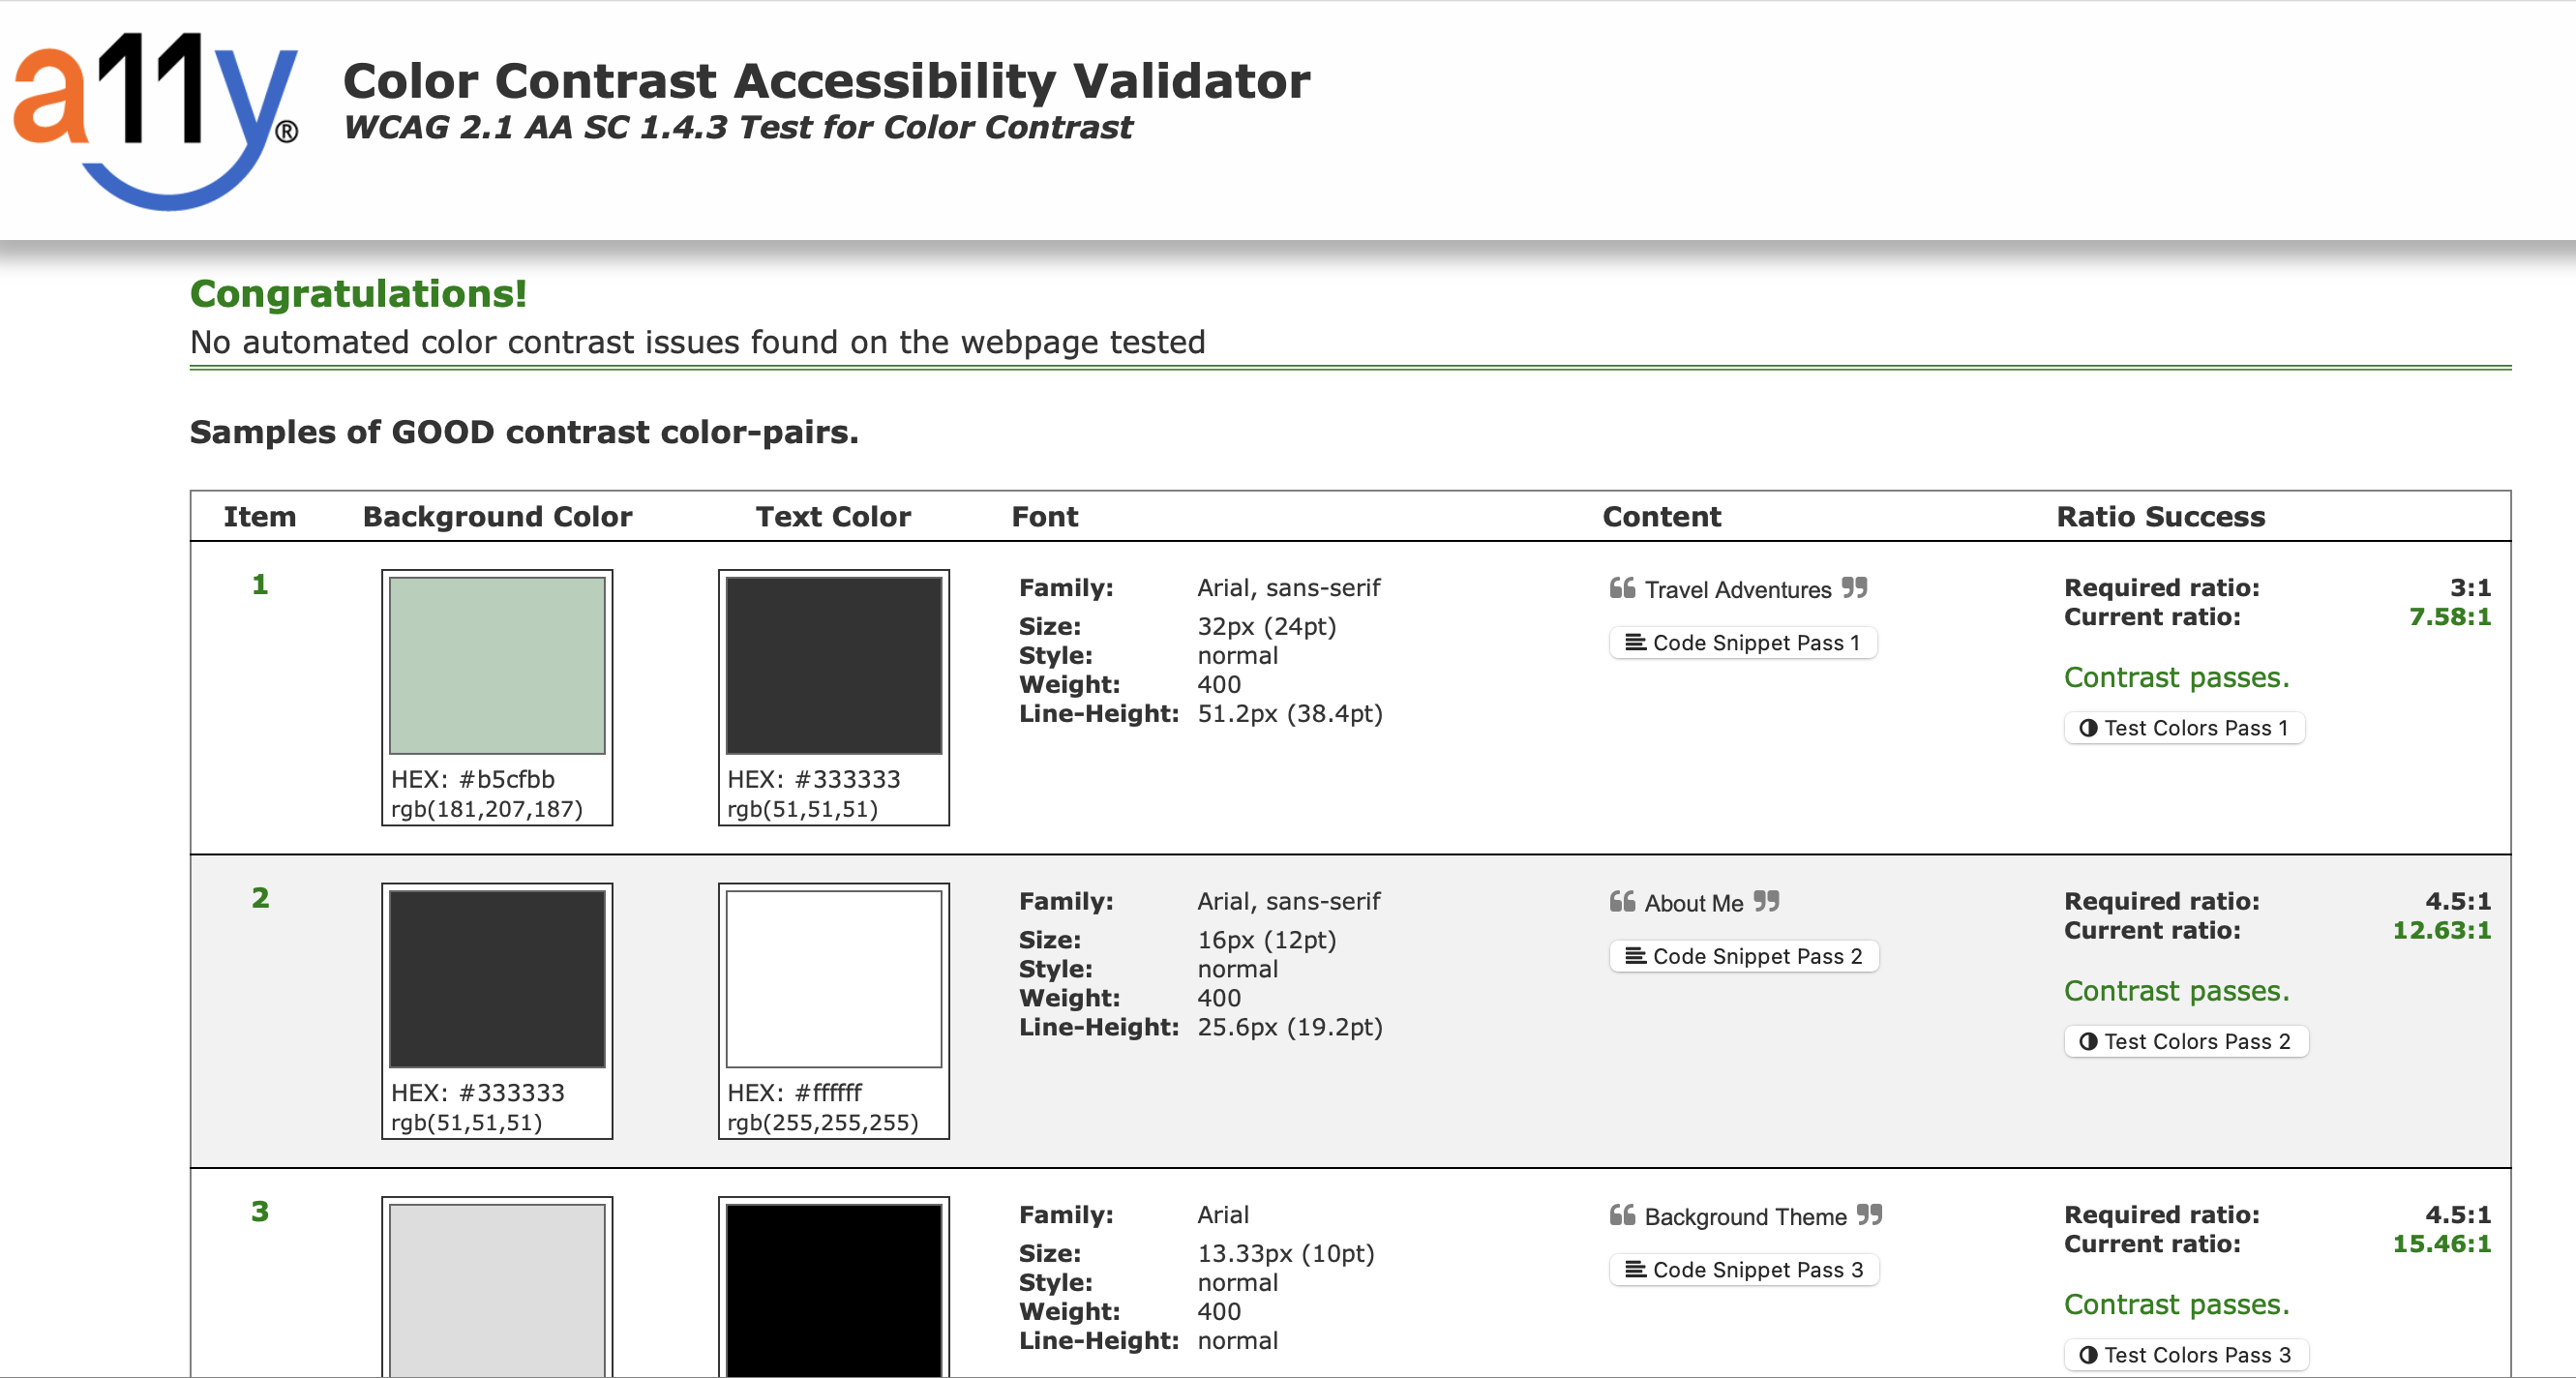 a11y®
Color Contrast Accessibility Validator
WCAG 2.1 AA SC 1.4.3 Test for Color Contrast
Congratulations!
No automated color contrast issues found on the webpage tested
Samples of GOOD contrast color-pairs.
Item Background Color Text Color Font Content Ratio Success
1
HEX: #b5cfbb
rgb(181,207,187)
HEX: #333333
rgb(51,51,51)
Family: Arial, sans-serif
Size: 32px (24pt)
Style: normal
Weight: 400
Line-Height: 51.2px (38.4pt)
❝ Travel Adventures ❞
Code Snippet Pass 1
Required ratio: 3:1
Current ratio: 7.58:1
Contrast passes.
Test Colors Pass 1
2
HEX: #333333
rgb(51,51,51)
HEX: #ffffff
rgb(255,255,255)
Family: Arial, sans-serif
Size: 16px (12pt)
Style: normal
Weight: 400
Line-Height: 25.6px (19.2pt)
❝ About Me ❞
Code Snippet Pass 2
Required ratio: 4.5:1
Current ratio: 12.63:1
Contrast passes.
Test Colors Pass 2
3
Family: Arial
Size: 13.33px (10pt)
Style: normal
Weight: 400
Line-Height: normal
❝ Background Theme ❞
Code Snippet Pass 3
Required ratio: 4.5:1
Current ratio: 15.46:1
Contrast passes.
Test Colors Pass 3